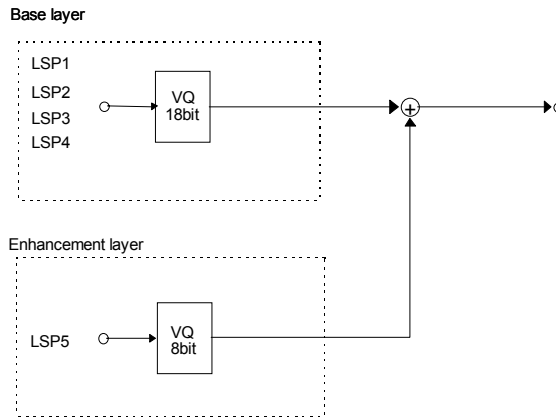 Base layer
LSP1
LSP2
LSP3
LSP4
VQ
18bit
+
Enhancement layer
LSP5
VQ
8bit